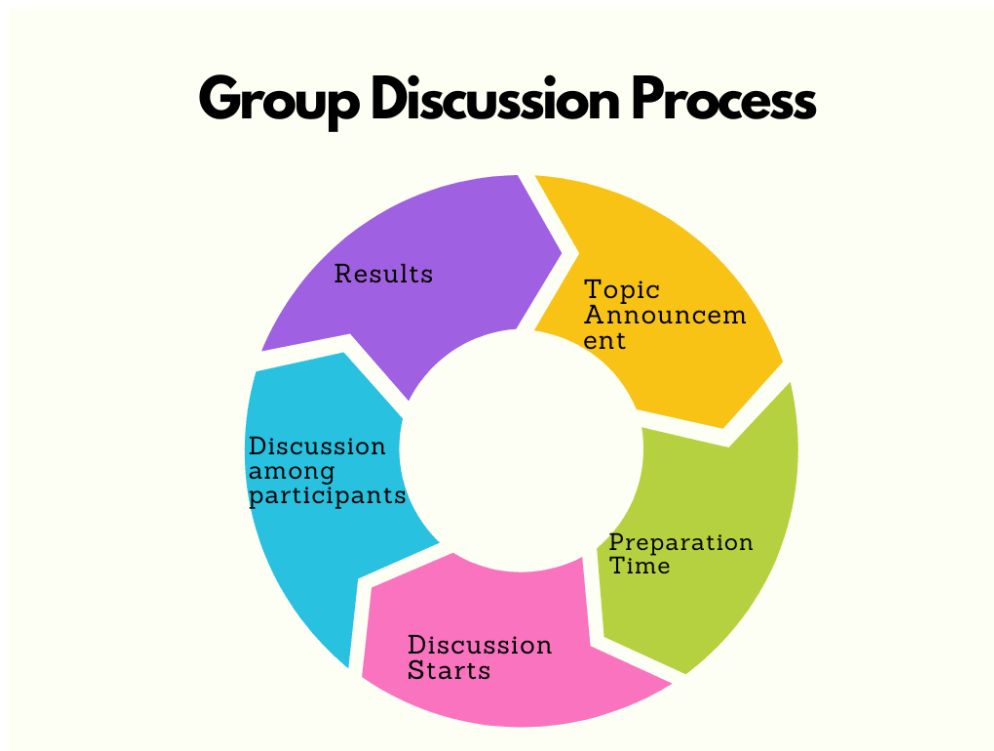 Group Discussion Process
Topic
Announcem
ent
Preparation
Time
Discussion
Starts
Discussion
among
participants
Results